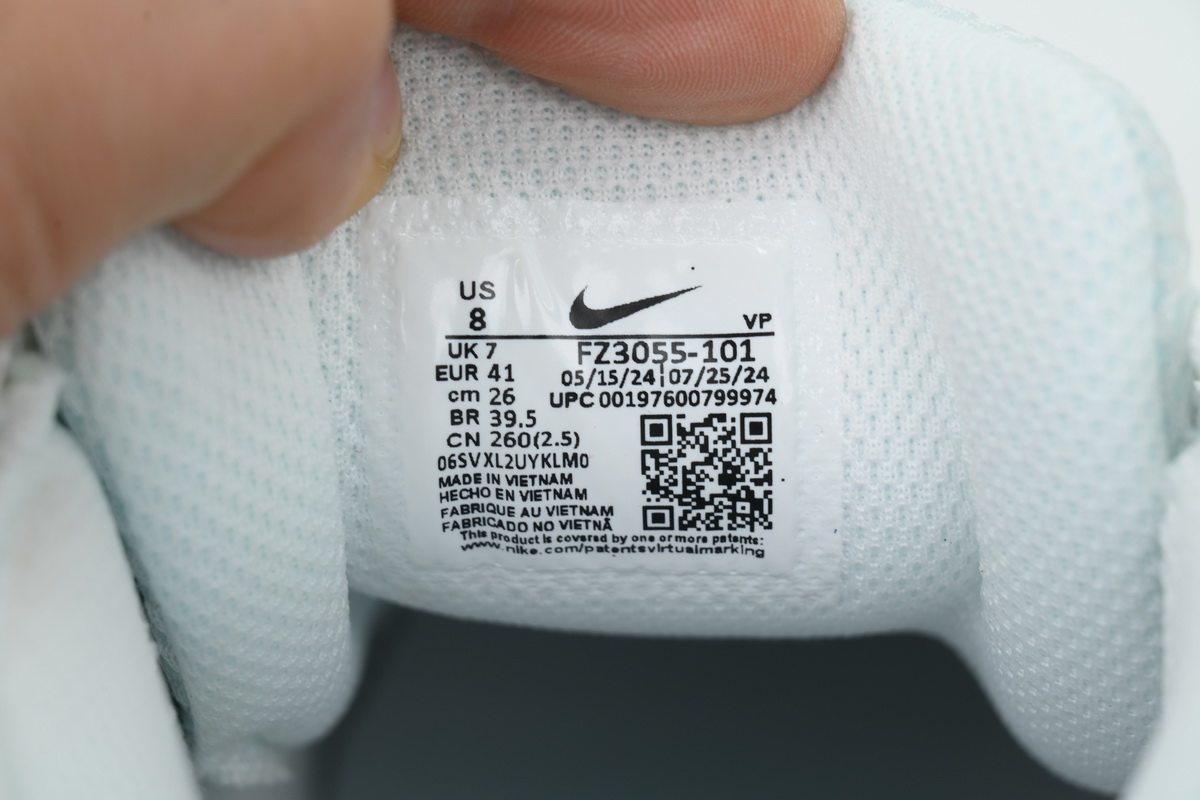 US
8
VP
UK 7
FZ3055-101
EUR 41
05/15/24 07/25/24
cm 26
UPC 00197600799974
BR 39.5
CN 260(2.5)
06SVXL2UYKLM0
MADE IN VIETNAM
HECHO EN VIETNAM
FABRIQUE AU VIETNAM
FABRICADO NO VIETNÃ
This product is covered by one or more patents:
www.nike.com/patentsvirtualmarking